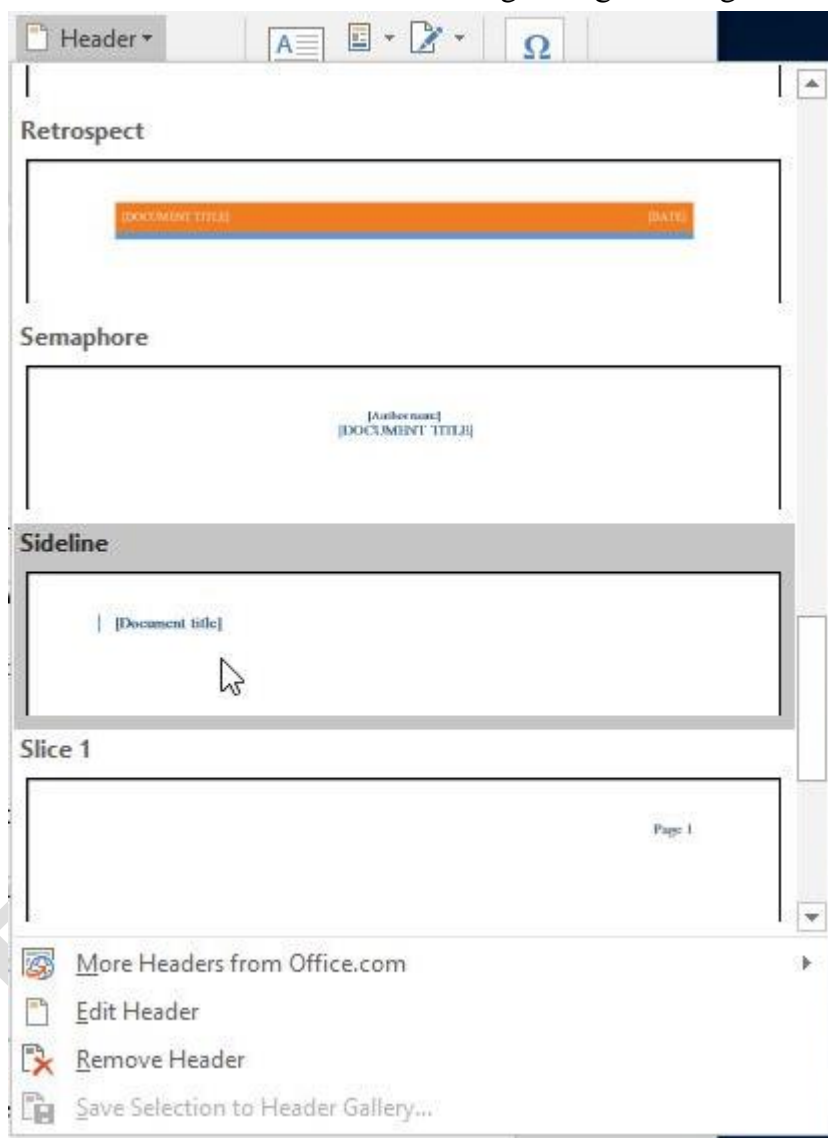 Header
A
Ω
Retrospect
[DOCUMENT TITLE] [DATE]
Semaphore
[Author name]
[DOCUMENT TITLE]
Sideline
[Document title]
Slice 1
Page 1
More Headers from Office.com
Edit Header
Remove Header
Save Selection to Header Gallery...